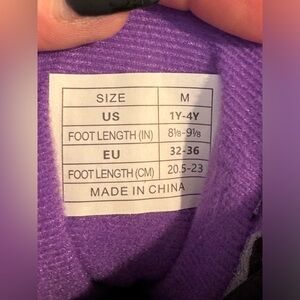 SIZE M
US 1Y-4Y
FOOT LENGTH (IN) 8⅛-9⅛
EU 32-36
FOOT LENGTH (CM) 20.5-23
MADE IN CHINA